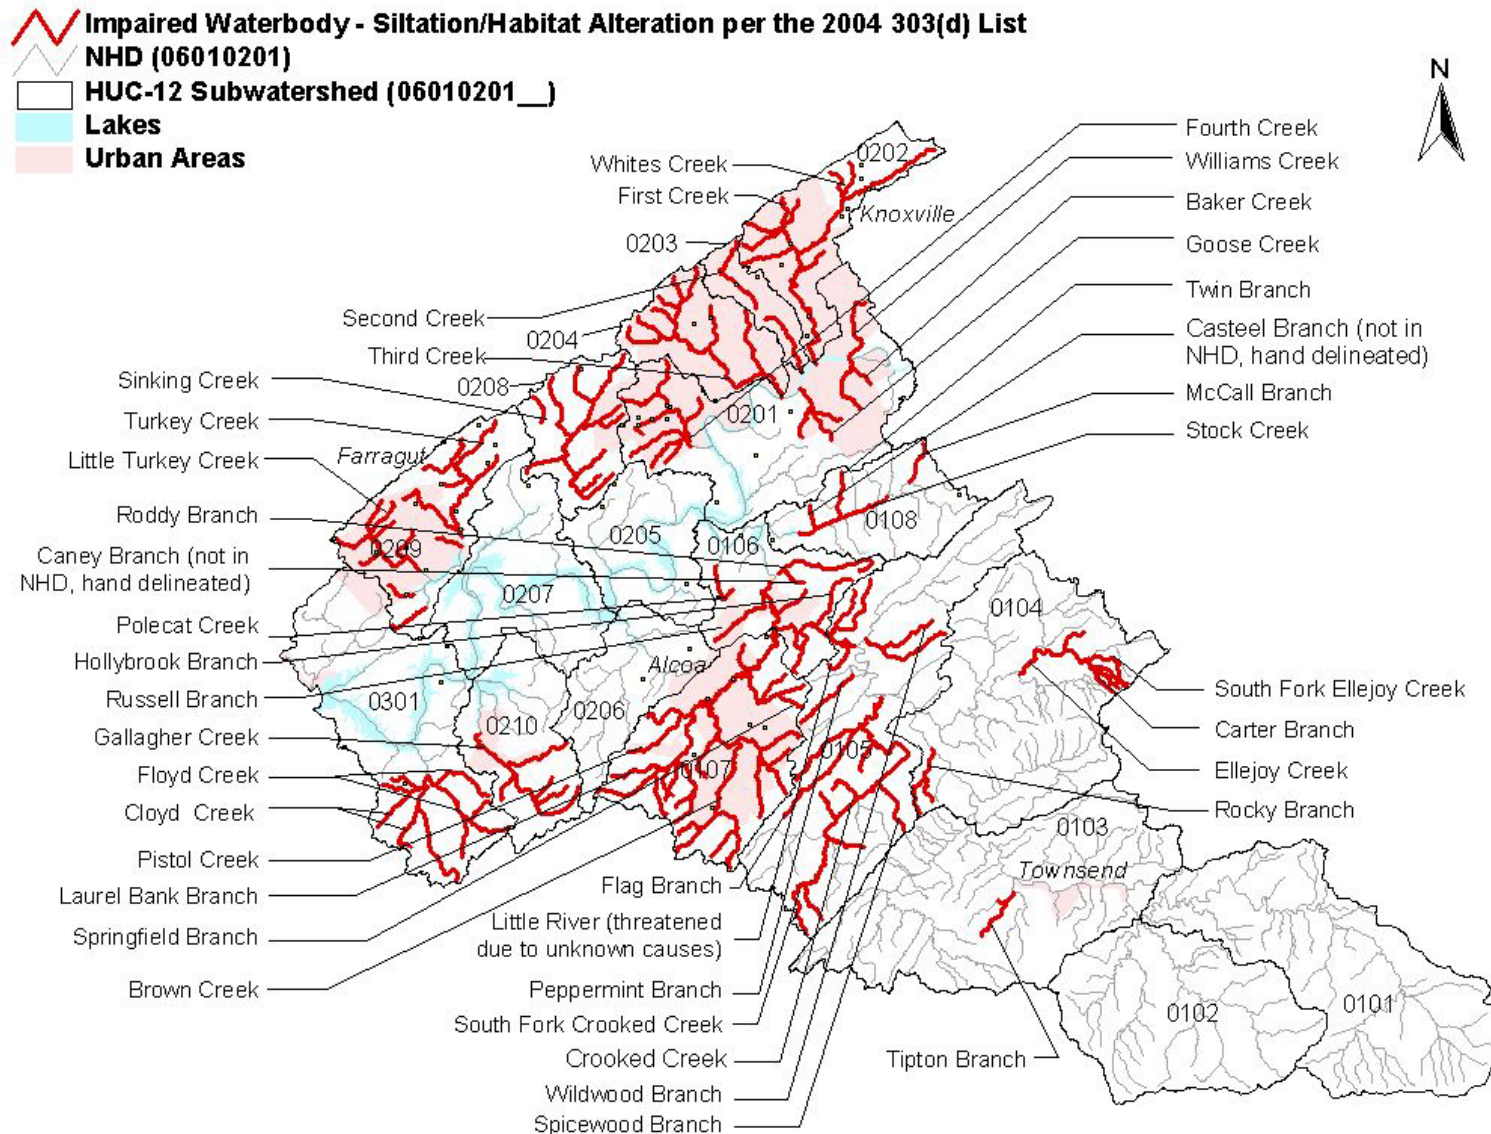 Impaired Waterbody - Siltation/Habitat Alteration per the 2004 303(d) List
NHD (06010201)
HUC-12 Subwatershed (06010201__)
Lakes
Urban Areas
N
Fourth Creek
Williams Creek
Baker Creek
Goose Creek
Twin Branch
Casteel Branch (not in
NHD, hand delineated)
McCall Branch
Stock Creek
Whites Creek
First Creek
0203
Second Creek
0204
Third Creek
0208
Sinking Creek
Turkey Creek
Farragut
Little Turkey Creek
Roddy Branch
Caney Branch (not in
NHD, hand delineated)
Polecat Creek
Hollybrook Branch
Russell Branch
Gallagher Creek
Floyd Creek
Cloyd Creek
Pistol Creek
Laurel Bank Branch
Springfield Branch
Brown Creek
0202
Knoxville
0201
0108
0205
0106
0209
0207
0104
Alcoa
0301
0210
0206
0105
0107
0103
Townsend
0102
0101
South Fork Ellejoy Creek
Carter Branch
Ellejoy Creek
Rocky Branch
Flag Branch
Little River (threatened
due to unknown causes)
Peppermint Branch
South Fork Crooked Creek
Crooked Creek
Wildwood Branch
Spicewood Branch
Tipton Branch